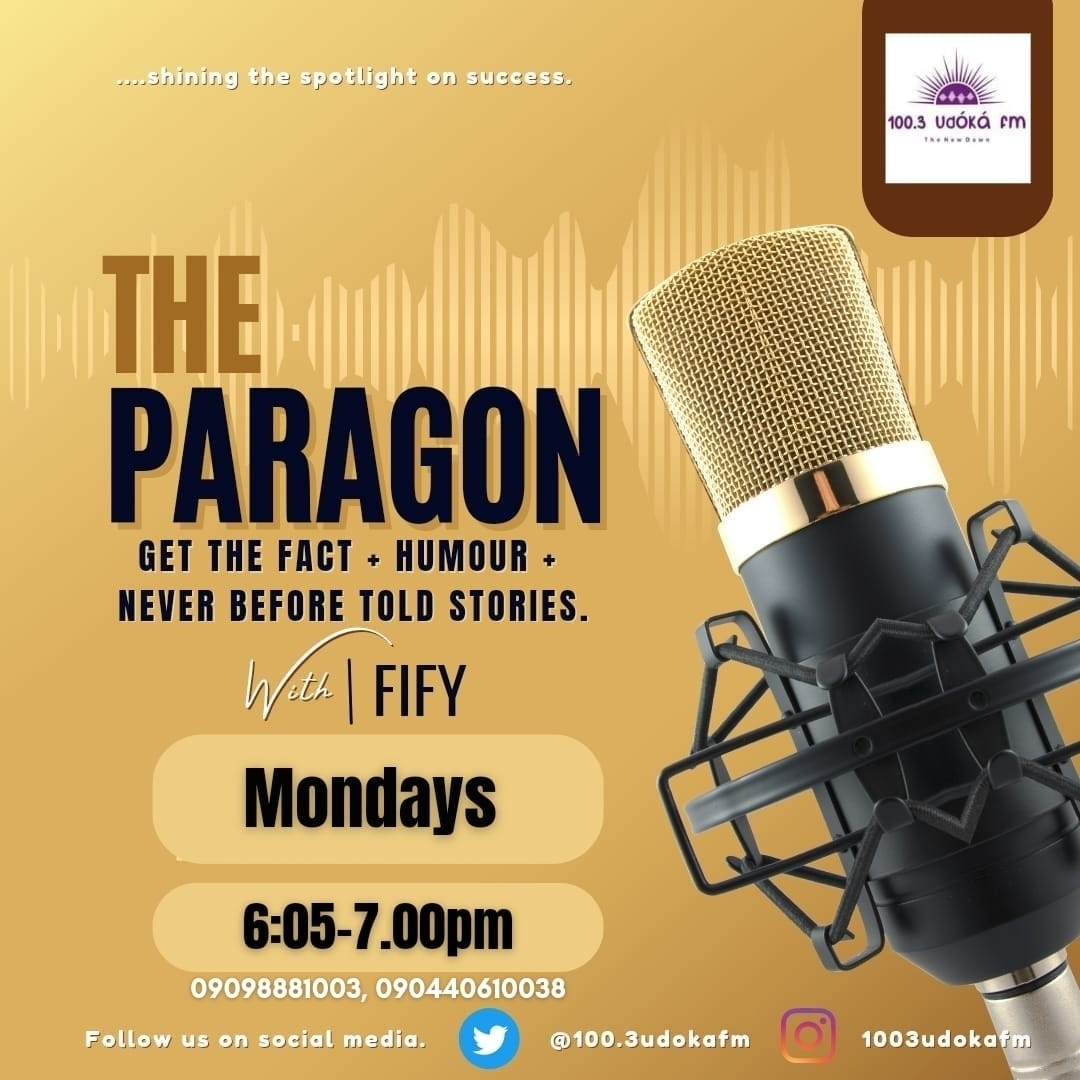 ....shining the spotlight on success.
100.3 UDÓKÁ FM
The New Dawn
THE
PARAGON
GET THE FACT + HUMOUR +
NEVER BEFORE TOLD STORIES.
With | FIFY
Mondays
6:05-7.00pm
09098881003, 090440610038
Follow us on social media. @100.3udokafm 1003udokafm